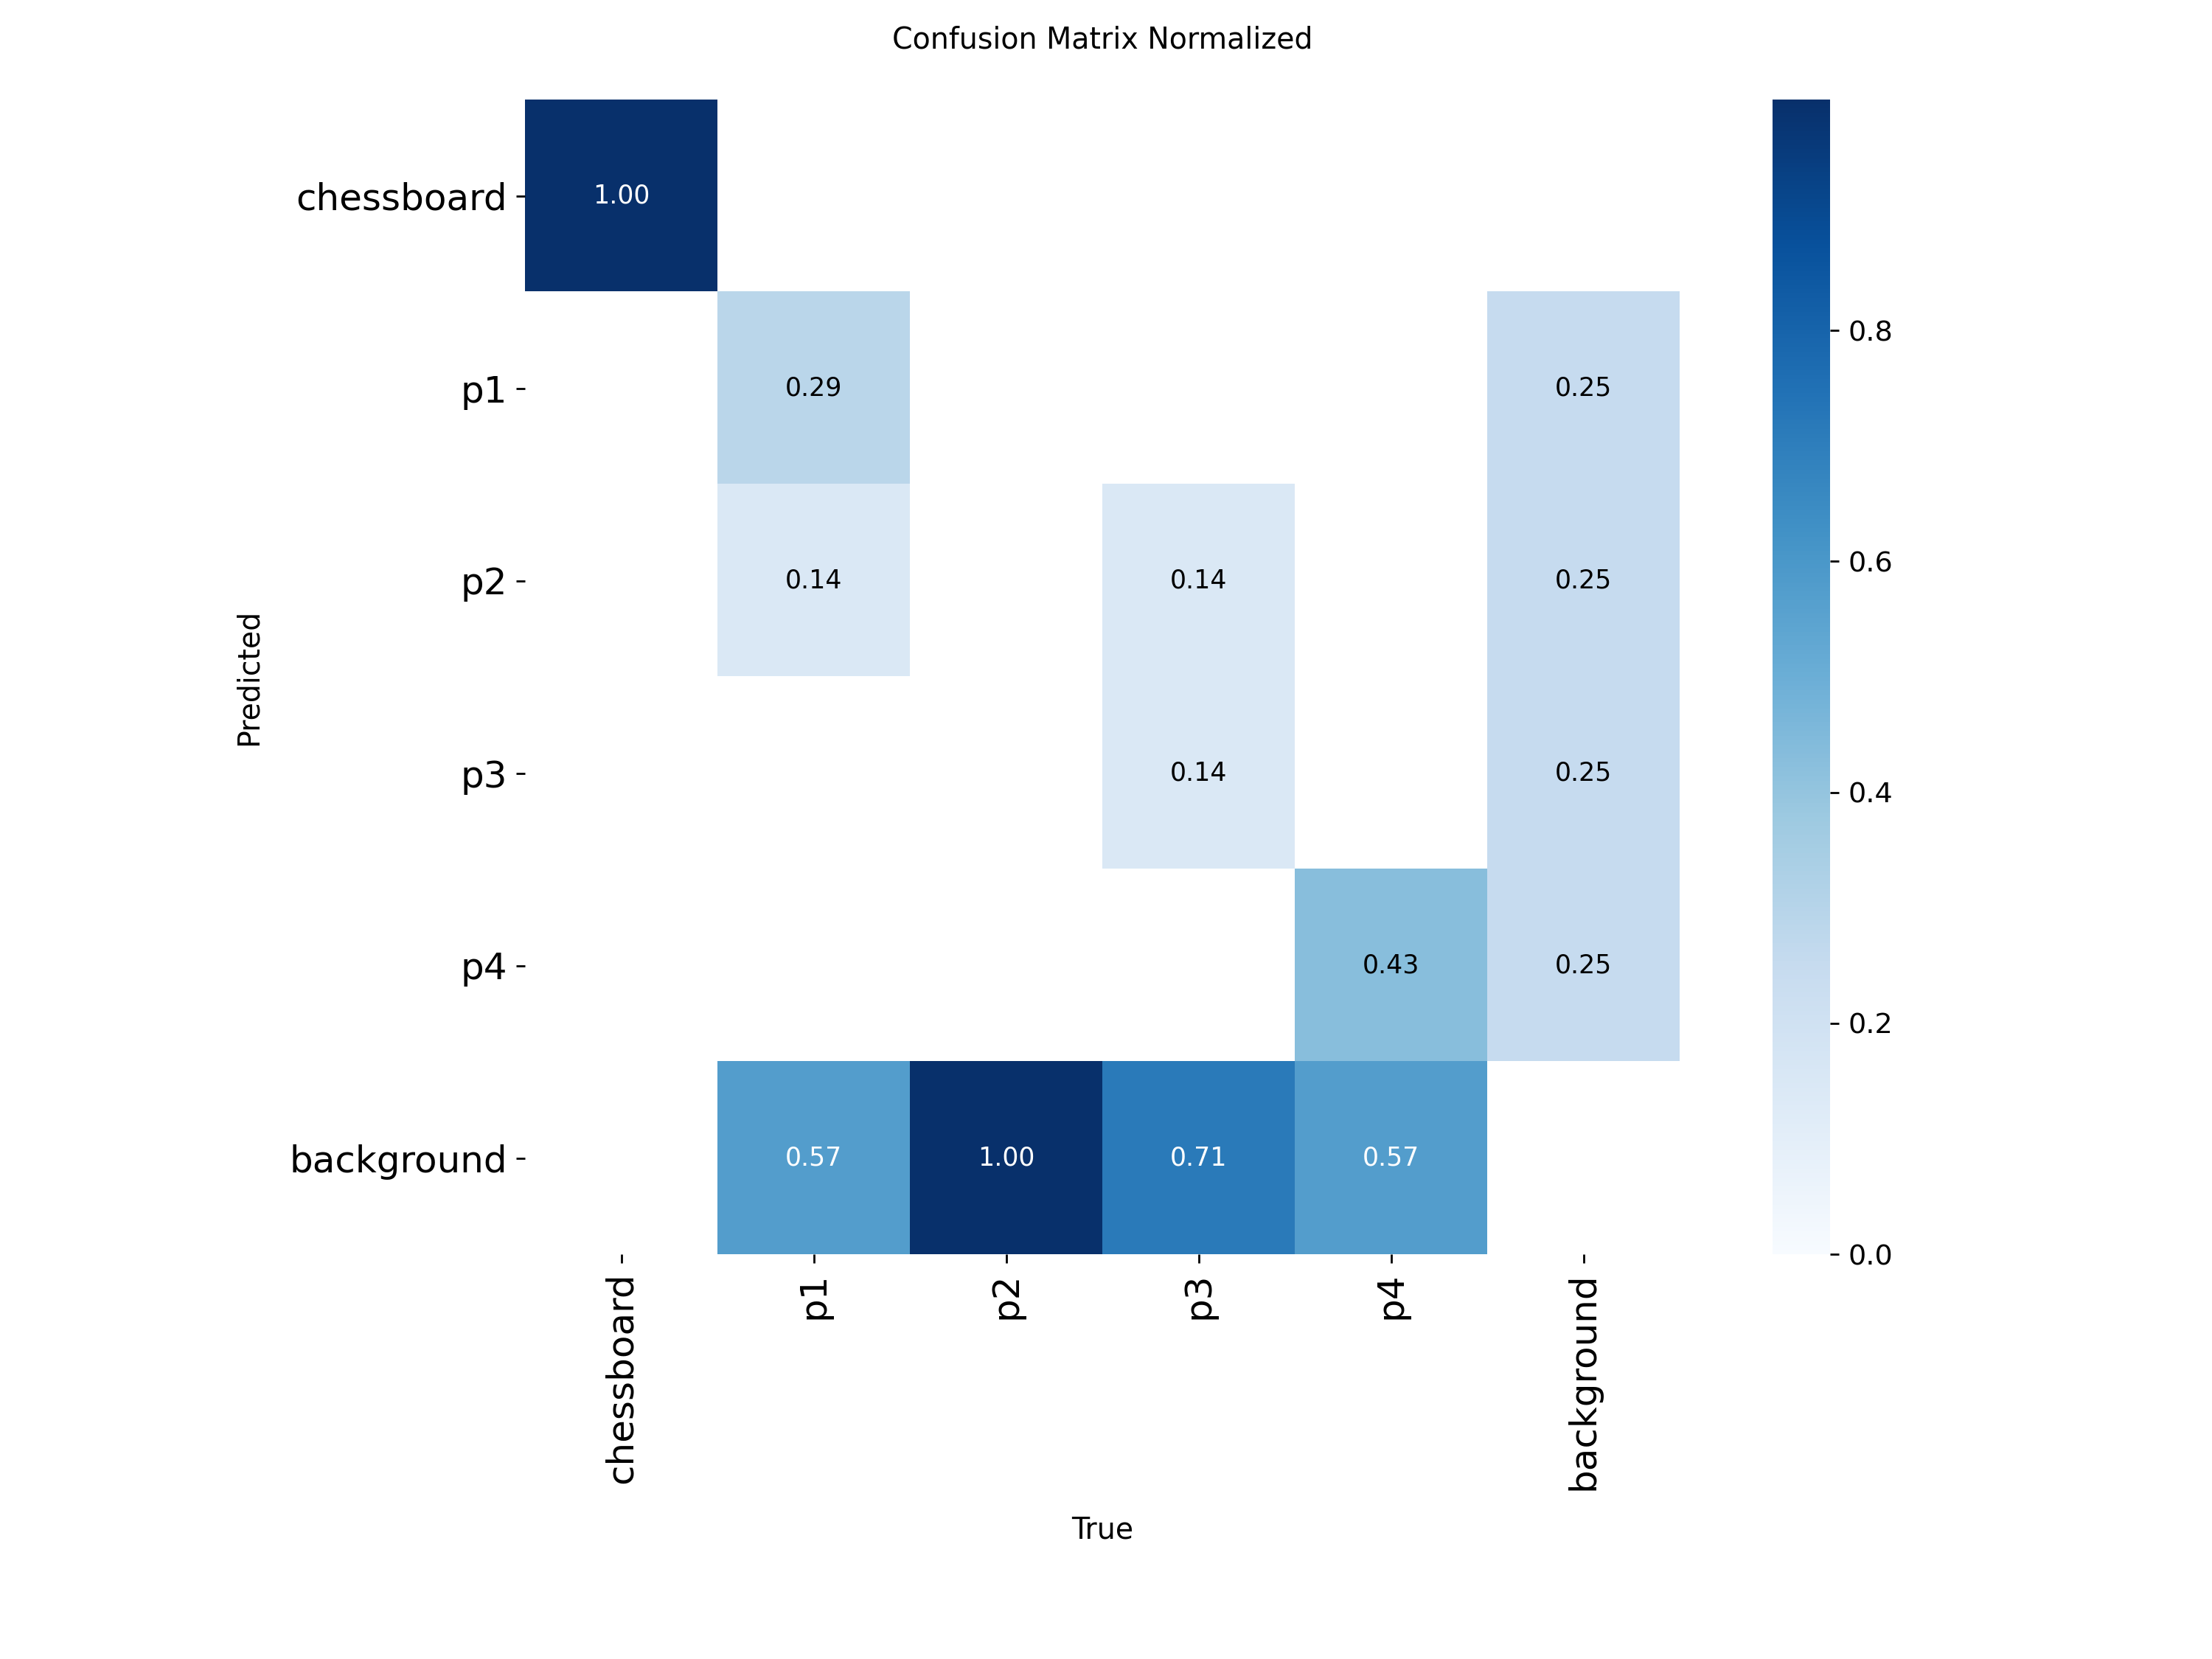 Confusion Matrix Normalized
chessboard
1.00
p1
0.29
0.25
p2
0.14
0.14
0.25
p3
0.14
0.25
p4
0.43
0.25
background
0.57
1.00
0.71
0.57
Predicted
chessboard
p1
p2
p3
p4
background
True
0.8
0.6
0.4
0.2
0.0